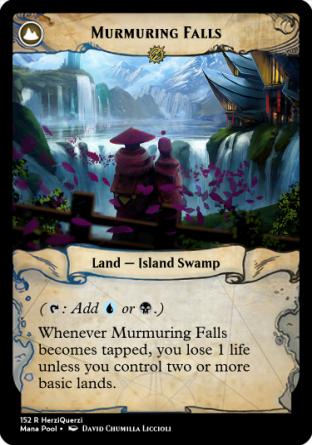 MURMURING FALLS
Land — Island Swamp
( : Add or .)
Whenever Murmuring Falls
becomes tapped, you lose 1 life
unless you control two or more
basic lands.
152 R HerziQuerzi
Mana Pool • DAVID CHUMILLA LICCIOLI